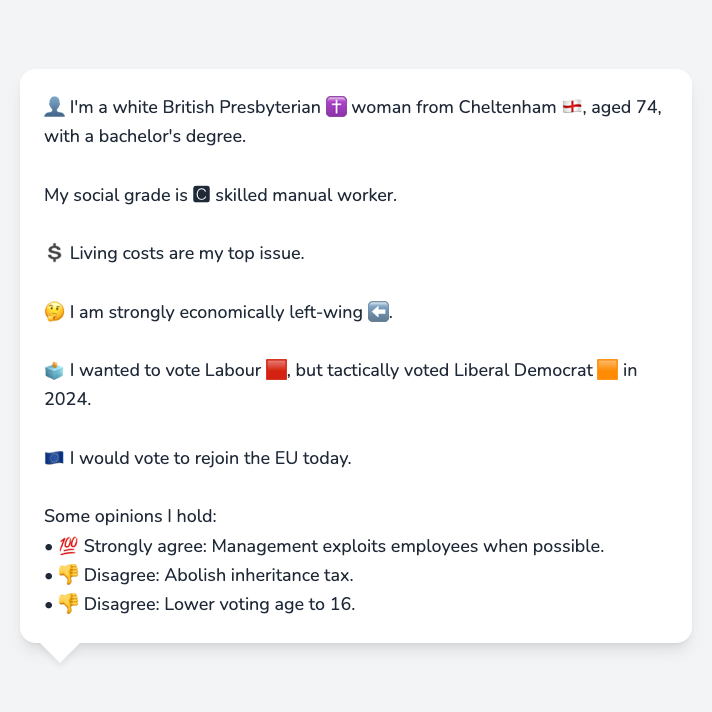 👤 I'm a white British Presbyterian ✝️ woman from Cheltenham 🏴󠁧󠁢󠁥󠁮󠁧󠁿, aged 74,
with a bachelor's degree.
My social grade is 🅲 skilled manual worker.
💲 Living costs are my top issue.
🤔 I am strongly economically left-wing ⬅️.
🗳️ I wanted to vote Labour 🟥, but tactically voted Liberal Democrat 🟧 in
2024.
🇪🇺 I would vote to rejoin the EU today.
Some opinions I hold:
• 💯 Strongly agree: Management exploits employees when possible.
• 👎 Disagree: Abolish inheritance tax.
• 👎 Disagree: Lower voting age to 16.